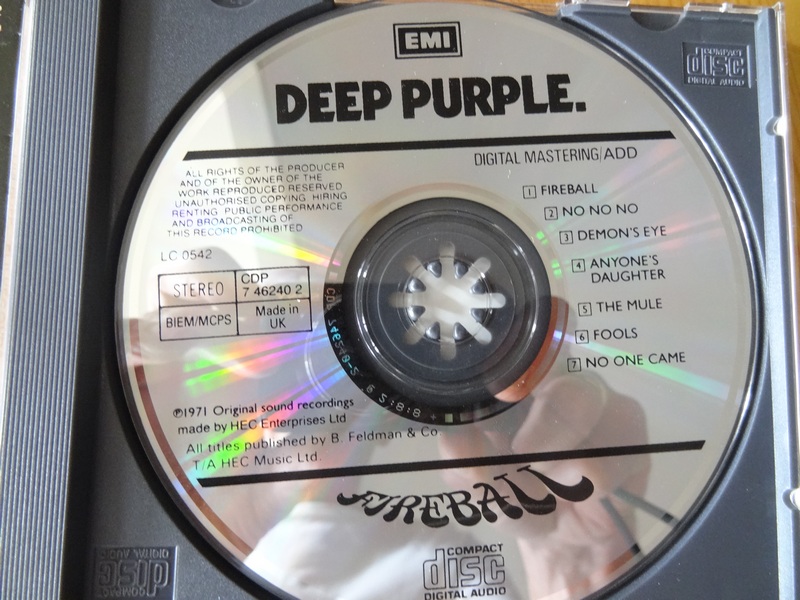 EMI
DEEP PURPLE.
DIGITAL MASTERING/ADD
ALL RIGHTS OF THE PRODUCER
AND OF THE OWNER OF THE
WORK REPRODUCED RESERVED
UNAUTHORISED COPYING, HIRING
RENTING, PUBLIC PERFORMANCE
AND BROADCASTING OF
THIS RECORD PROHIBITED
LC 0542
STEREO
CDP
7 46240 2
BIEM/MCPS
Made in
UK
1 FIREBALL
2 NO NO NO
3 DEMON'S EYE
4 ANYONE'S
DAUGHTER
5 THE MULE
6 FOOLS
7 NO ONE CAME
℗1971 Original sound recordings
made by HEC Enterprises Ltd
All titles published by B. Feldman & Co
T/A HEC Music Ltd.
FIREBALL
COMPACT
disc
DIGITAL AUDIO
COMPACT
disc
DIGITAL AUDIO
COMPACT
disc
DIGITAL AUDIO